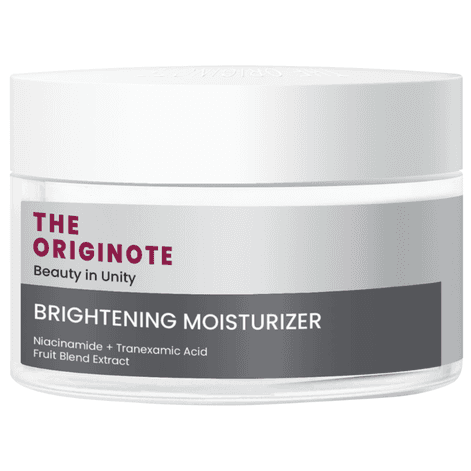 THE
ORIGINOTE
Beauty in Unity
BRIGHTENING MOISTURIZER
Niacinamide + Tranexamic Acid
Fruit Blend Extract